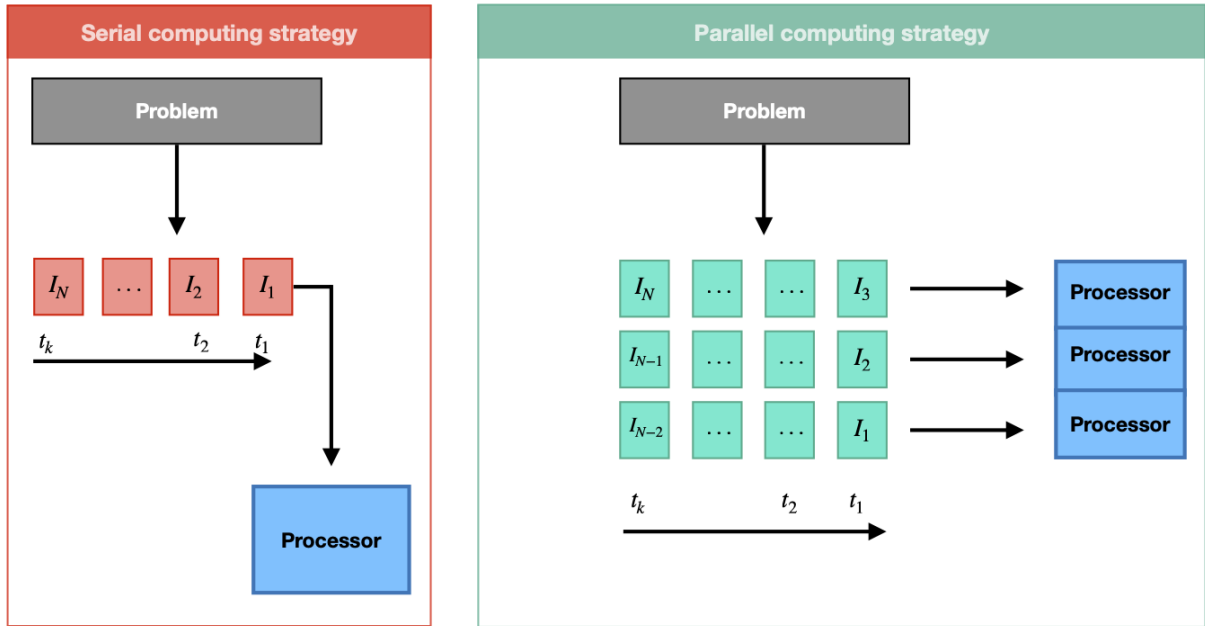 Serial computing strategy
Problem
I_N ... I_2 I_1
t_k t_2 t_1
Processor
Parallel computing strategy
Problem
I_N ... ... I_3 Processor
I_{N-1} ... ... I_2 Processor
I_{N-2} ... ... I_1 Processor
t_k t_2 t_1